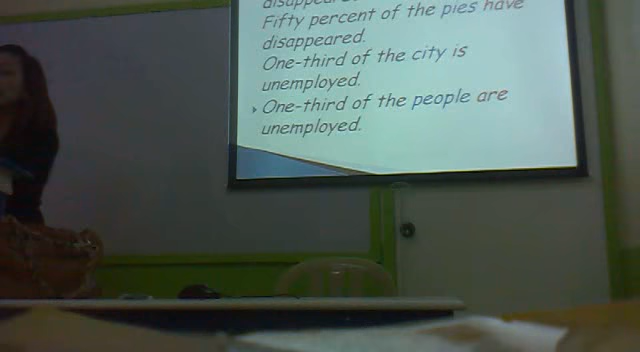 disappeared.
Fifty percent of the pies have
disappeared.
One-third of the city is
unemployed.
One-third of the people are
unemployed.